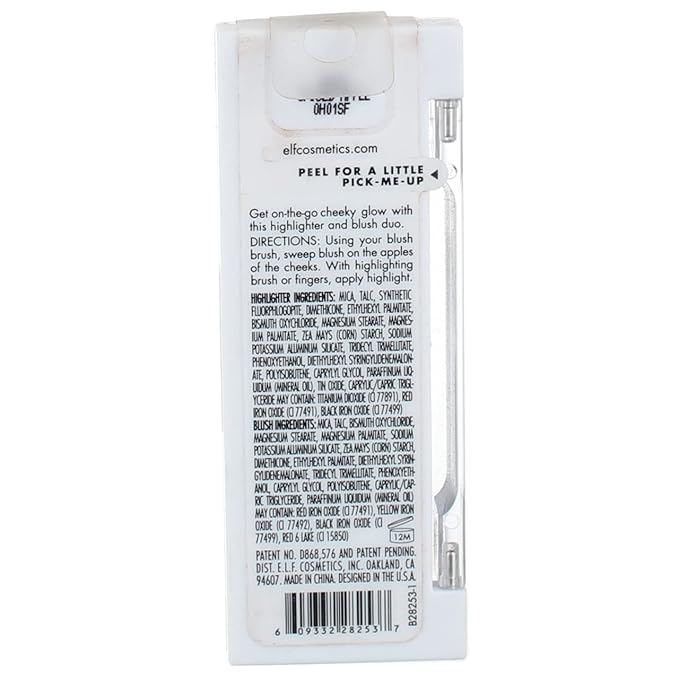 0H01SF
elfcosmetics.com
PEEL FOR A LITTLE
PICK-ME-UP
Get on-the-go cheeky glow with
this highlighter and blush duo.
DIRECTIONS: Using your blush
brush, sweep blush on the apples
of the cheeks. With highlighting
brush or fingers, apply highlight.
HIGHLIGHTER INGREDIENTS: MICA, TALC, SYNTHETIC
FLUORPHLOGOPITE, DIMETHICONE, ETHYLHEXYL PALMITATE,
BISMUTH OXYCHLORIDE, MAGNESIUM STEARATE, MAGNES-
IUM PALMITATE, ZEA MAYS (CORN) STARCH, SODIUM
POTASSIUM ALUMINUM SILICATE, TRIDECYL TRIMELLITATE,
PHENOXYETHANOL, DIETHYLHEXYL SYRINGYLIDENEMALON-
ATE, POLYISOBUTENE, CAPRYLYL GLYCOL, PARAFFINUM LIQ-
UIDUM (MINERAL OIL), TIN OXIDE, CAPRYLIC/CAPRIC TRIG-
LYCERIDE MAY CONTAIN: TITANIUM DIOXIDE (CI 77891), RED
IRON OXIDE (CI 77491), BLACK IRON OXIDE (CI 77499)
BLUSH INGREDIENTS: MICA, TALC, BISMUTH OXYCHLORIDE,
MAGNESIUM STEARATE, MAGNESIUM PALMITATE, SODIUM
POTASSIUM ALUMINUM SILICATE, ZEA MAYS (CORN) STARCH,
DIMETHICONE, ETHYLHEXYL PALMITATE, DIETHYLHEXYL SYRIN-
GYLIDENEMALONATE, TRIDECYL TRIMELLITATE, PHENOXYETH-
ANOL, CAPRYLYL GLYCOL, POLYISOBUTENE, CAPRYLIC/CAP-
RIC TRIGLYCERIDE, PARAFFINUM LIQUIDUM (MINERAL OIL)
MAY CONTAIN: RED IRON OXIDE (CI 77491), YELLOW IRON
OXIDE (CI 77492), BLACK IRON OXIDE (CI
77499), RED 6 LAKE (CI 15850)
12M
PATENT NO. D868,576 AND PATENT PENDING.
DIST. E.L.F. COSMETICS, INC. OAKLAND, CA
94607. MADE IN CHINA. DESIGNED IN THE U.S.A.
B28253-1
6 09332 28253 7